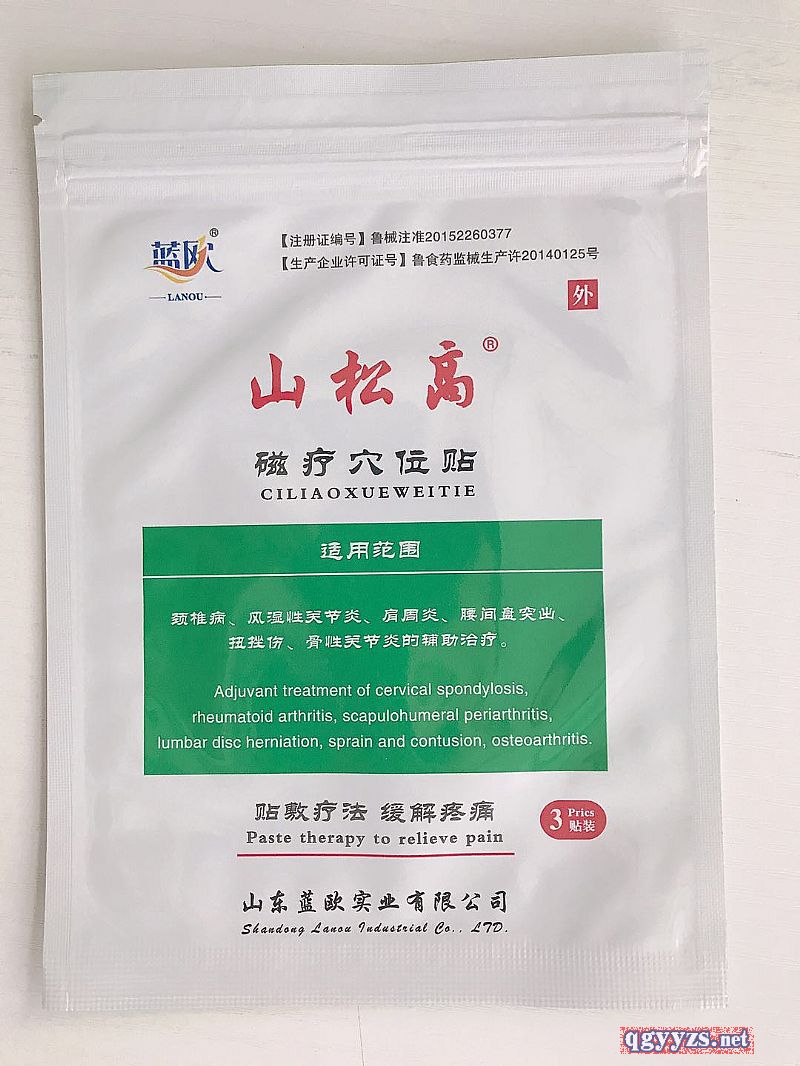 蓝欧®
LANOU
【注册证编号】鲁械注准20152260377
【生产企业许可证号】鲁食药监械生产许20140125号
外
山松高®
磁疗穴位贴
CILIAOXUEWEITIE
适用范围
颈椎病、风湿性关节炎、肩周炎、腰间盘突出、
扭挫伤、骨性关节炎的辅助治疗。
Adjuvant treatment of cervical spondylosis,
rheumatoid arthritis, scapulohumeral periarthritis,
lumbar disc herniation, sprain and contusion, osteoarthritis.
贴敷疗法 缓解疼痛
Paste therapy to relieve pain
3 Prics
贴装
山东蓝欧实业有限公司
Shandong Lanou Industrial Co., LTD.
qgyyzs.net